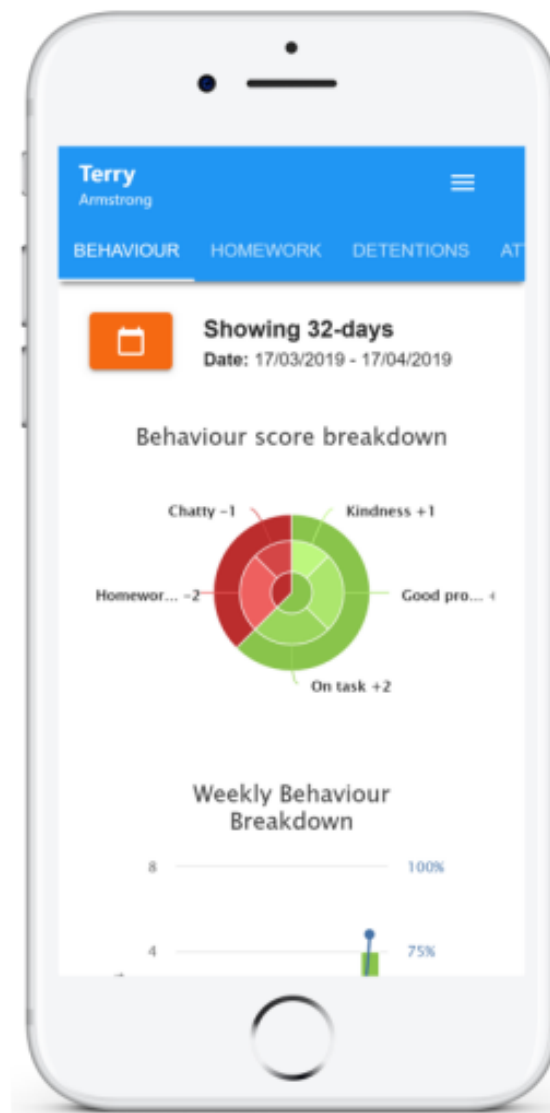 Terry
Armstrong
BEHAVIOUR HOMEWORK DETENTIONS AT
Showing 32-days
Date: 17/03/2019 - 17/04/2019
Behaviour score breakdown
Chatty -1 Kindness +1
Homewor... -2 Good pro...
On task +2
Weekly Behaviour
Breakdown
8 100%
4 75%